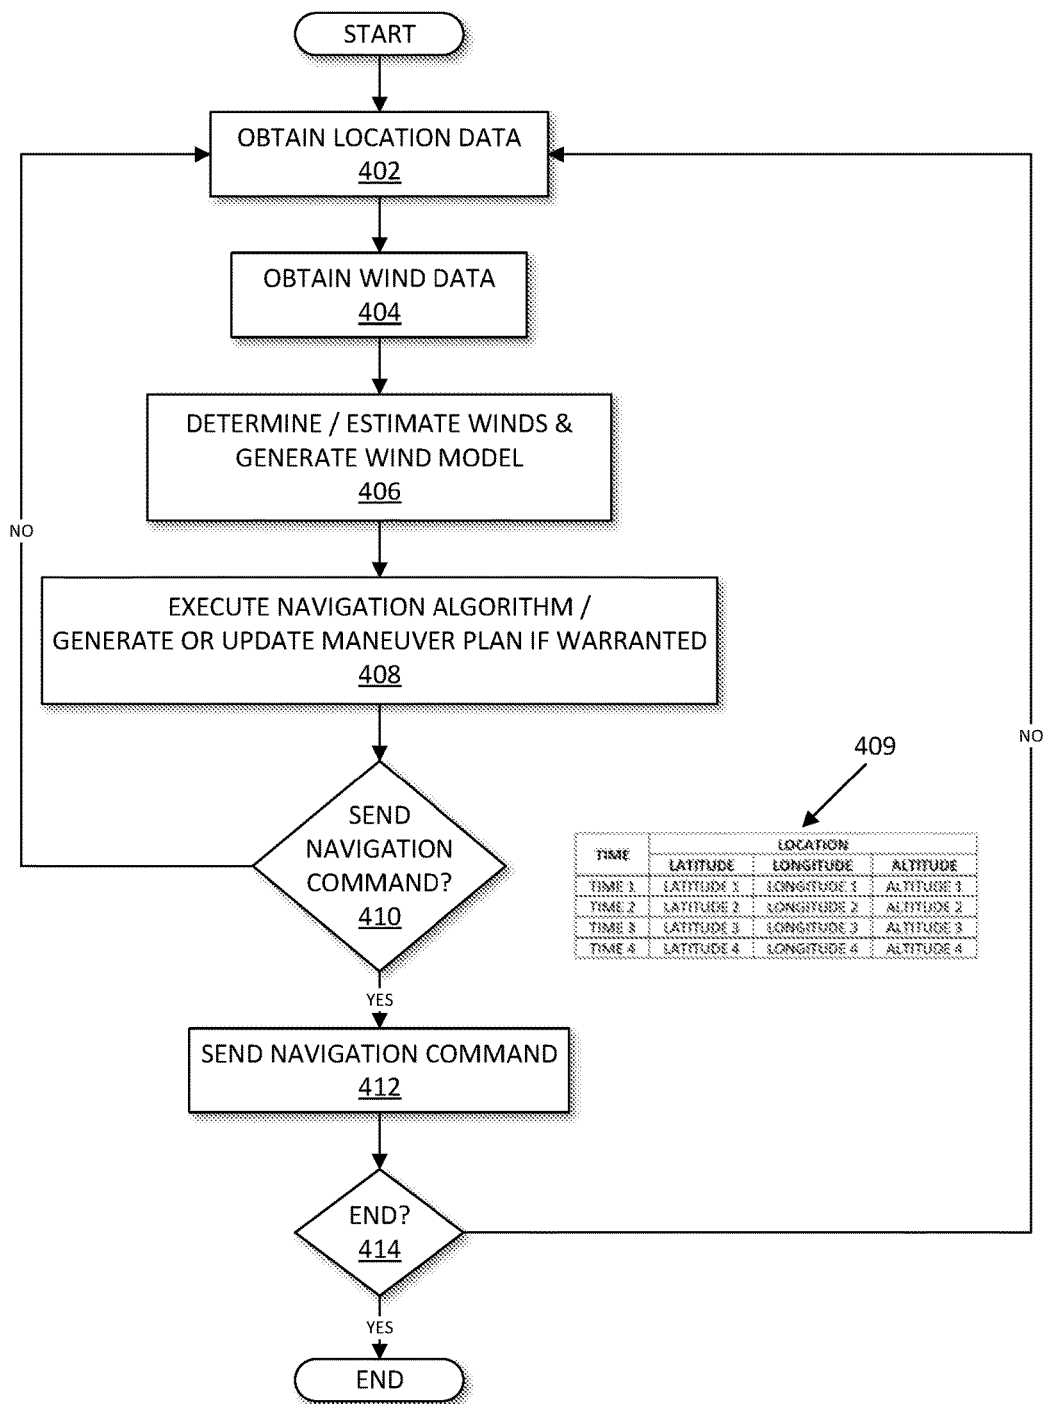 START
OBTAIN LOCATION DATA
402
OBTAIN WIND DATA
404
DETERMINE / ESTIMATE WINDS &
GENERATE WIND MODEL
406
NO
EXECUTE NAVIGATION ALGORITHM /
GENERATE OR UPDATE MANEUVER PLAN IF WARRANTED
408
NO
409
SEND
NAVIGATION
COMMAND?
410
TIME LOCATION
LATITUDE LONGITUDE ALTITUDE
TIME 1 LATITUDE 1 LONGITUDE 1 ALTITUDE 1
TIME 2 LATITUDE 2 LONGITUDE 2 ALTITUDE 2
TIME 3 LATITUDE 3 LONGITUDE 3 ALTITUDE 3
TIME 4 LATITUDE 4 LONGITUDE 4 ALTITUDE 4
YES
SEND NAVIGATION COMMAND
412
END?
414
YES
END